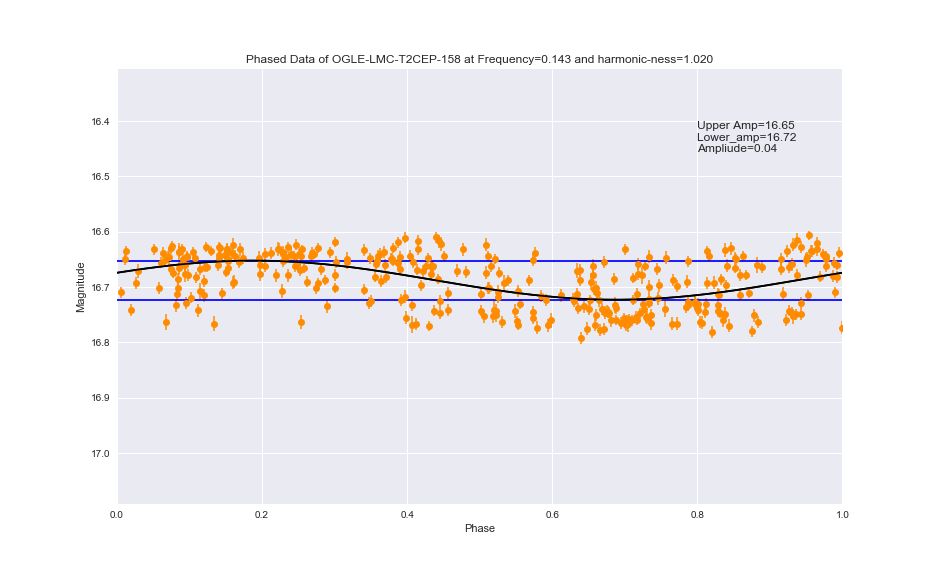 Phased Data of OGLE-LMC-T2CEP-158 at Frequency=0.143 and harmonic-ness=1.020
Upper Amp=16.65
Lower_amp=16.72
Ampliude=0.04
Magnitude
16.4
16.5
16.6
16.7
16.8
16.9
17.0
0.0
0.2
0.4
0.6
0.8
1.0
Phase